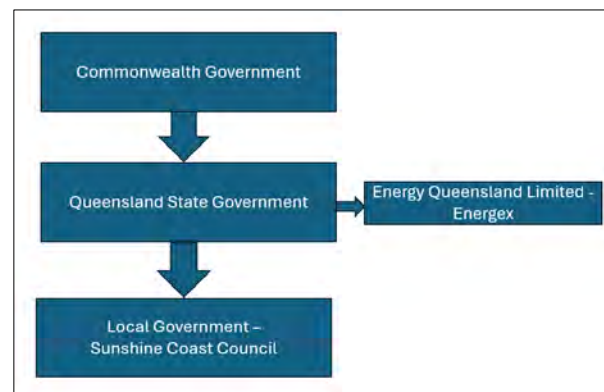 Commonwealth Government
Queensland State Government
Energy Queensland Limited -
Energex
Local Government –
Sunshine Coast Council